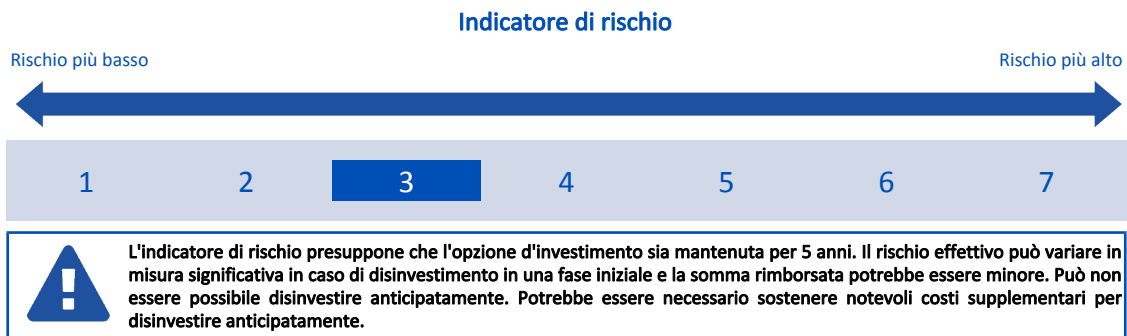 Indicatore di rischio
Rischio più basso
Rischio più alto
1 2 3 4 5 6 7
L'indicatore di rischio presuppone che l'opzione d'investimento sia mantenuta per 5 anni. Il rischio effettivo può variare in
misura significativa in caso di disinvestimento in una fase iniziale e la somma rimborsata potrebbe essere minore. Può non
essere possibile disinvestire anticipatamente. Potrebbe essere necessario sostenere notevoli costi supplementari per
disinvestire anticipatamente.